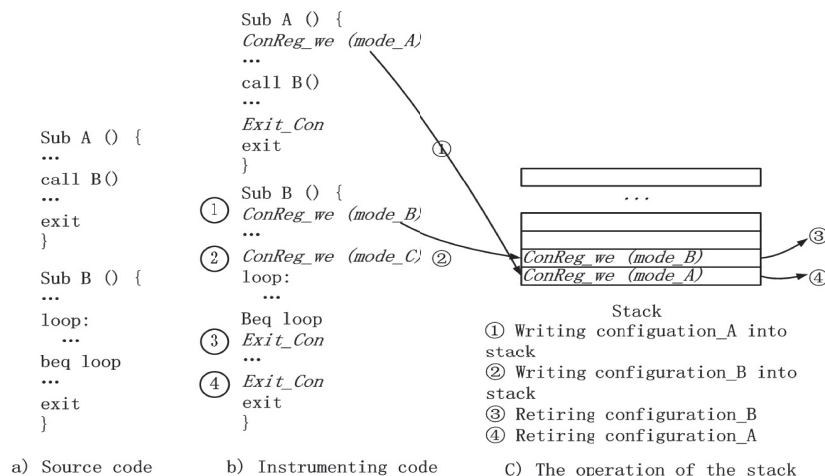 Sub A () {
...
call B()
...
exit
}
Sub B () {
...
loop:
...
beq loop
...
exit
}
a) Source code
Sub A () {
ConReg_we (mode_A)
...
call B()
...
Exit_Con
exit
}
Sub B () {
① ConReg_we (mode_B)
...
② ConReg_we (mode_C)
loop:
...
Beq loop
③ Exit_Con
...
④ Exit_Con
exit
}
b) Instrumenting code
①
②
...
ConReg_we (mode_B)
ConReg_we (mode_A)
③
④
Stack
① Writing configuation_A into
stack
② Writing configuration_B into
stack
③ Retiring configuration_B
④ Retiring configuration_A
C) The operation of the stack